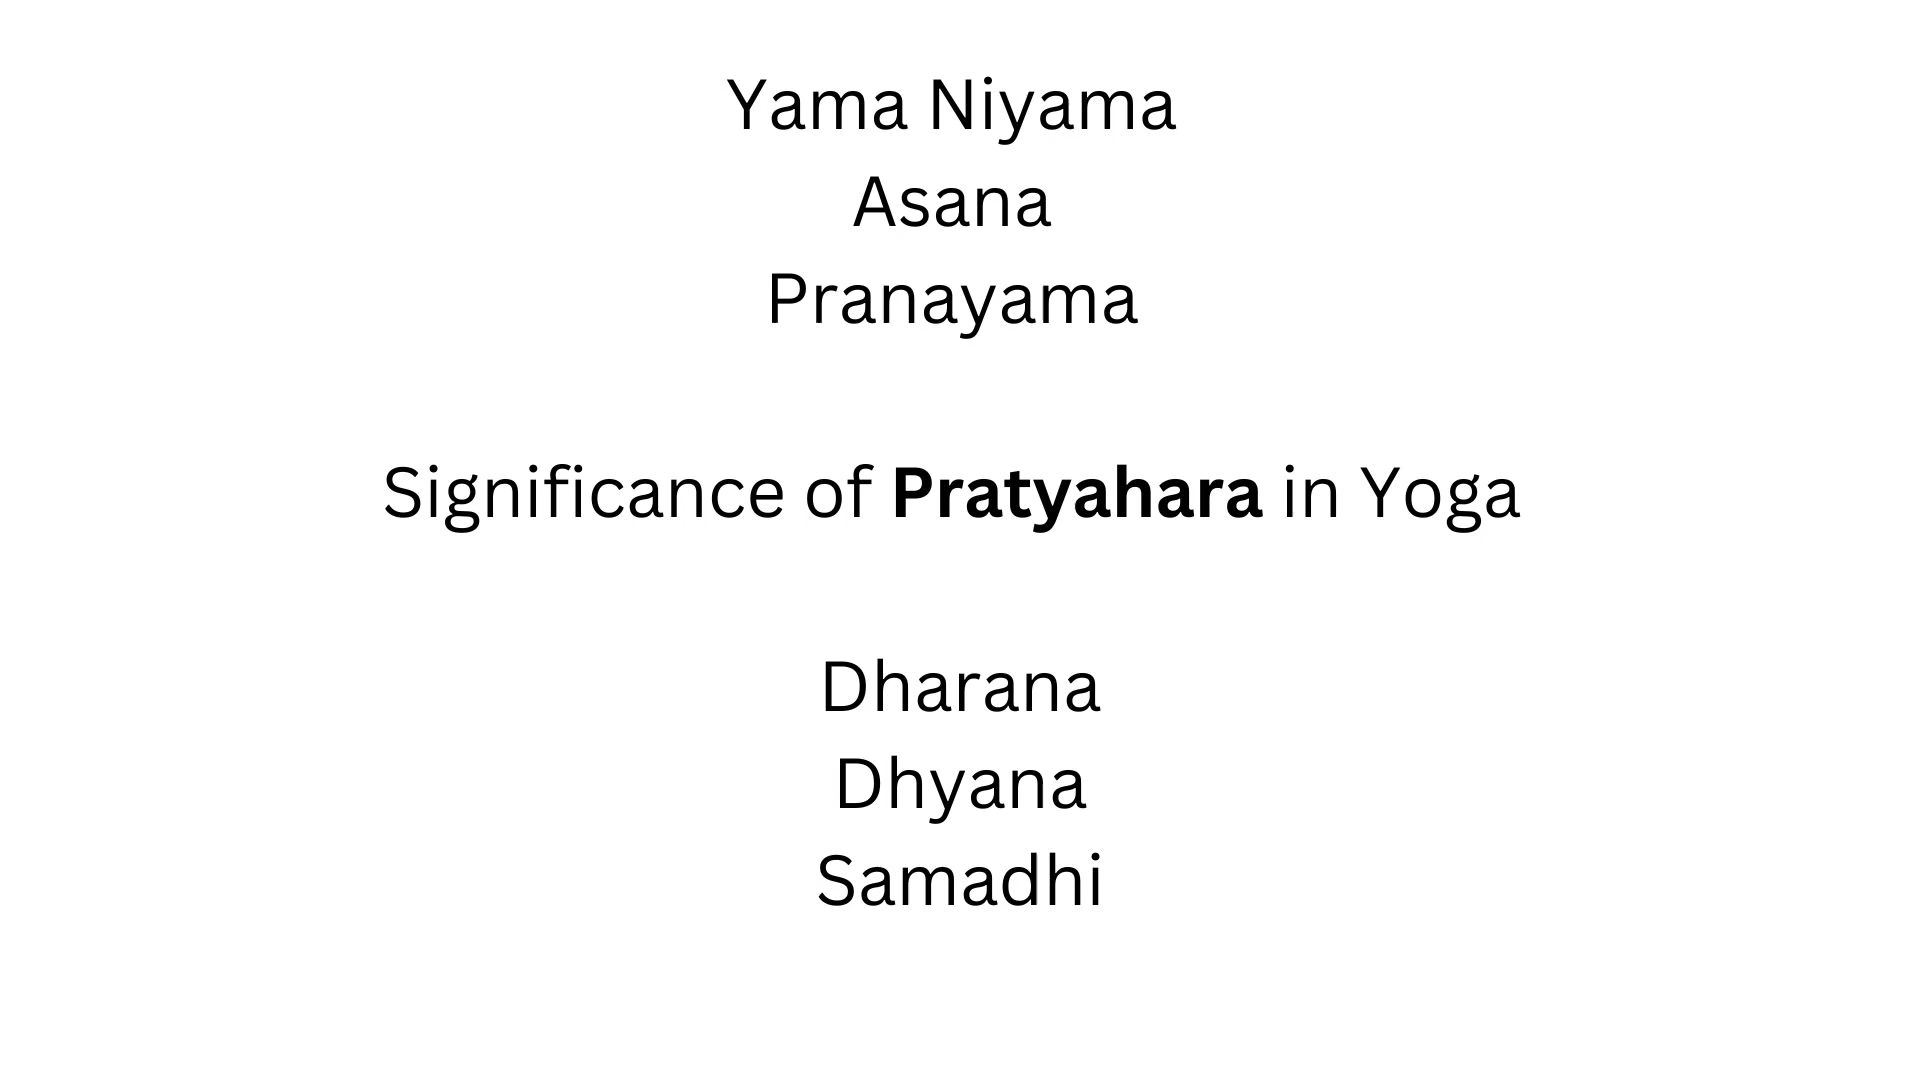 Yama Niyama
Asana
Pranayama
Significance of Pratyahara in Yoga
Dharana
Dhyana
Samadhi